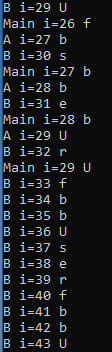 B i=29 U
Main i=26 f
A i=27 b
B i=30 s
Main i=27 b
A i=28 b
B i=31 e
Main i=28 b
A i=29 U
B i=32 r
Main i=29 U
B i=33 f
B i=34 b
B i=35 b
B i=36 U
B i=37 s
B i=38 e
B i=39 r
B i=40 f
B i=41 b
B i=42 b
B i=43 U